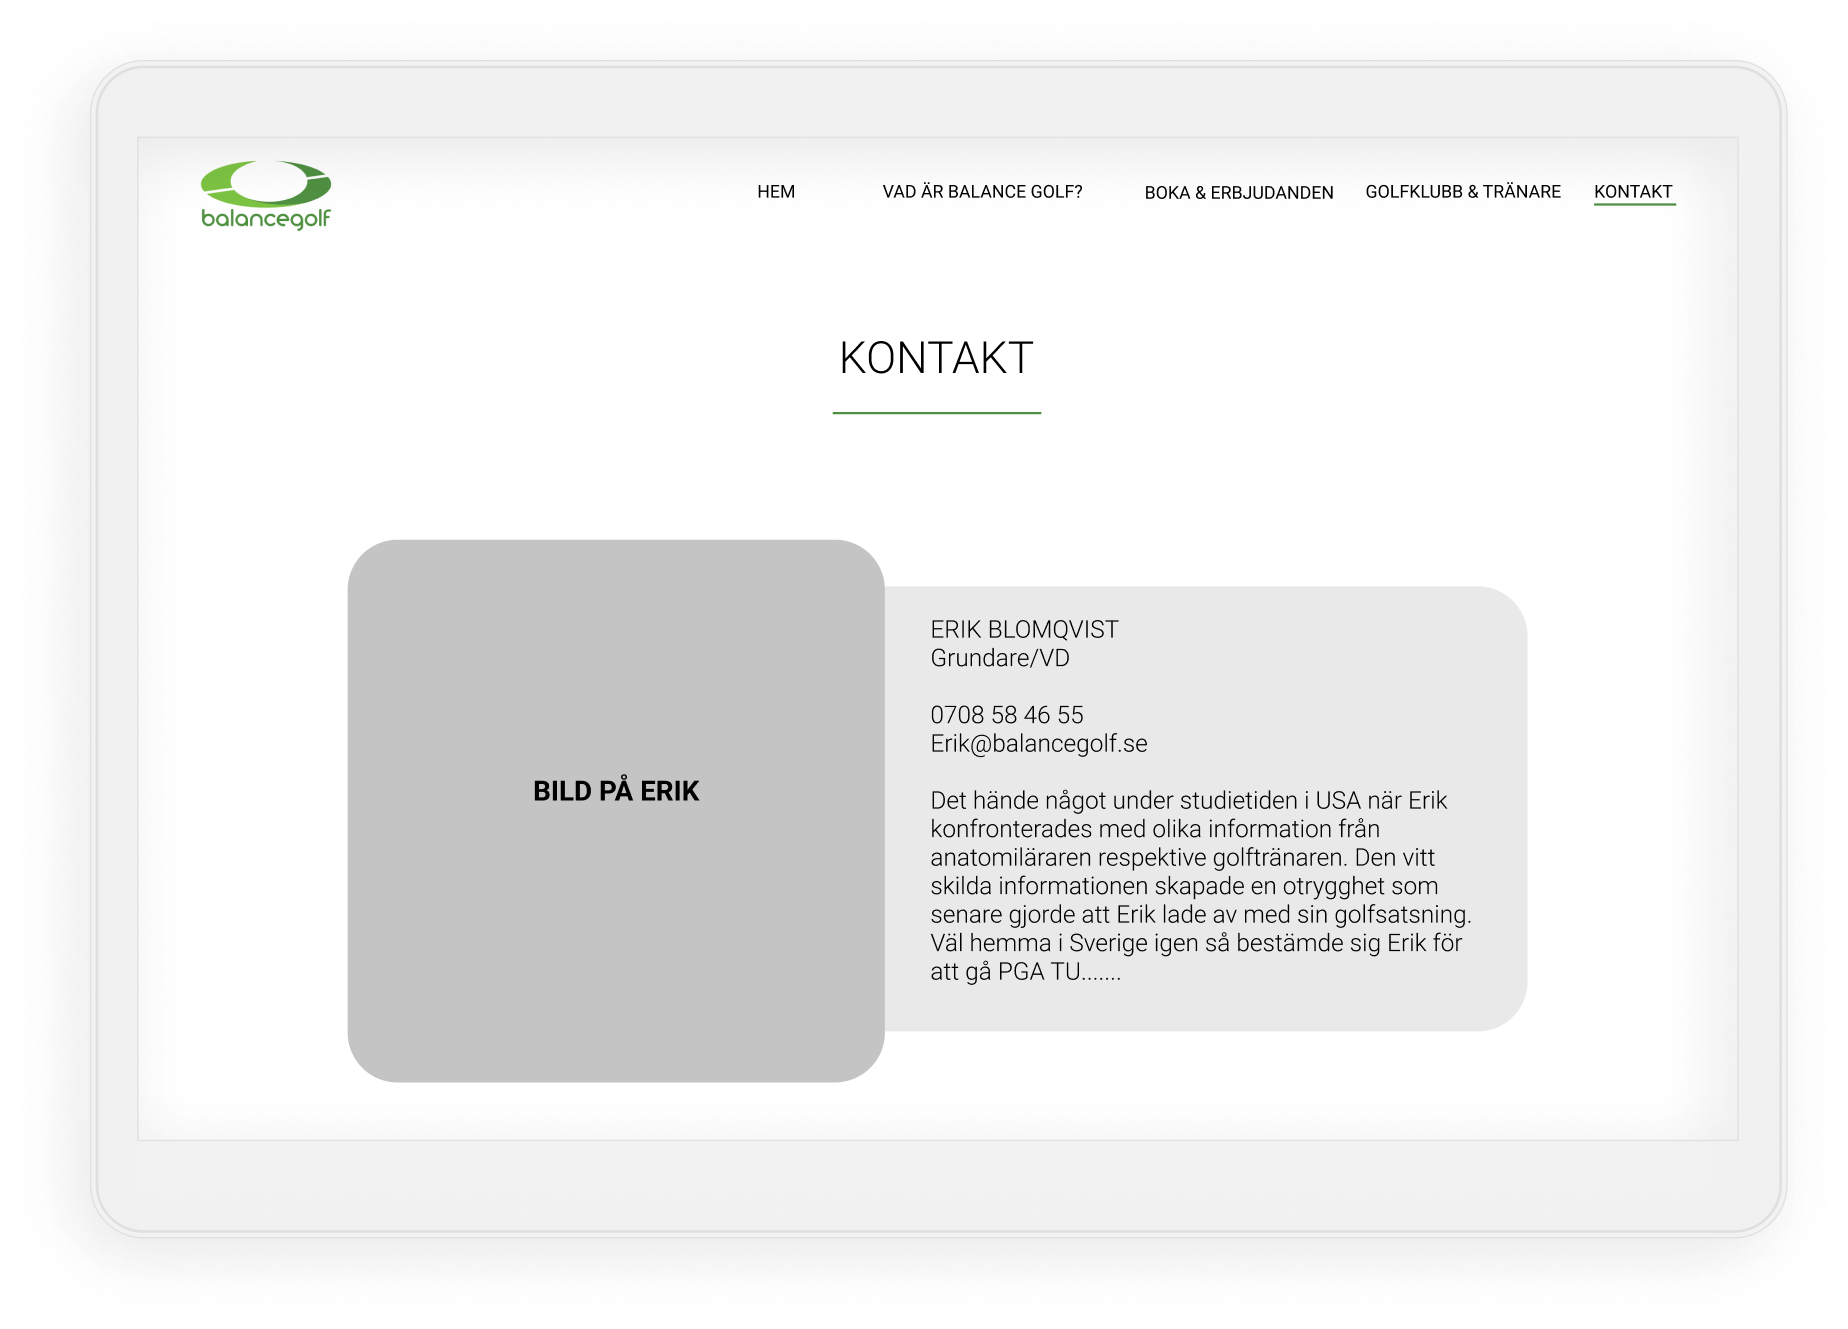 balancegolf
HEM
VAD ÄR BALANCE GOLF?
BOKA & ERBJUDANDEN
GOLFKLUBB & TRÄNARE
KONTAKT
KONTAKT
BILD PÅ ERIK
ERIK BLOMQVIST
Grundare/VD
0708 58 46 55
Erik@balancegolf.se
Det hände något under studietiden i USA när Erik
konfronterades med olika information från
anatomiläraren respektive golftränaren. Den vitt
skilda informationen skapade en otrygghet som
senare gjorde att Erik lade av med sin golfsatsning.
Väl hemma i Sverige igen så bestämde sig Erik för
att gå PGA TU.......